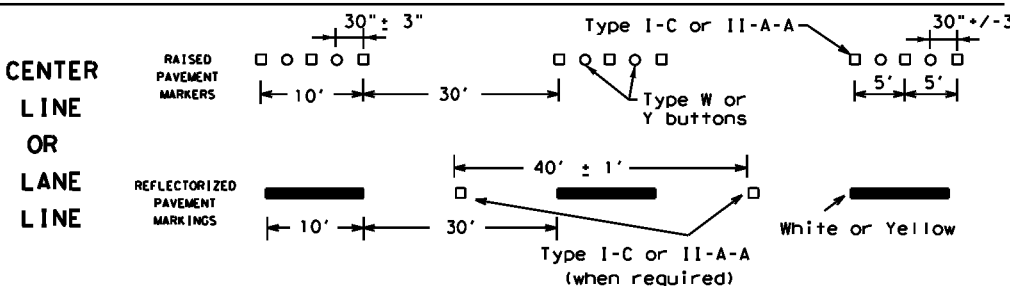 30" ± 3"
Type I-C or II-A-A
30"+/-3
CENTER
LINE
OR
LANE
LINE
RAISED
PAVEMENT
MARKERS
10'
30'
Type W or
Y buttons
5'
5'
40' ± 1'
REFLECTORIZED
PAVEMENT
MARKINGS
10'
30'
Type I-C or II-A-A
(when required)
White or Yellow